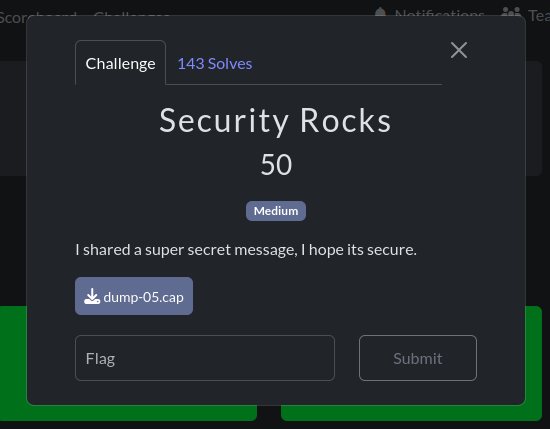 Scoreboard Challenges Notifications Tea
Challenge 143 Solves
Security Rocks
50
Medium
I shared a super secret message, I hope its secure.
dump-05.cap
Flag Submit